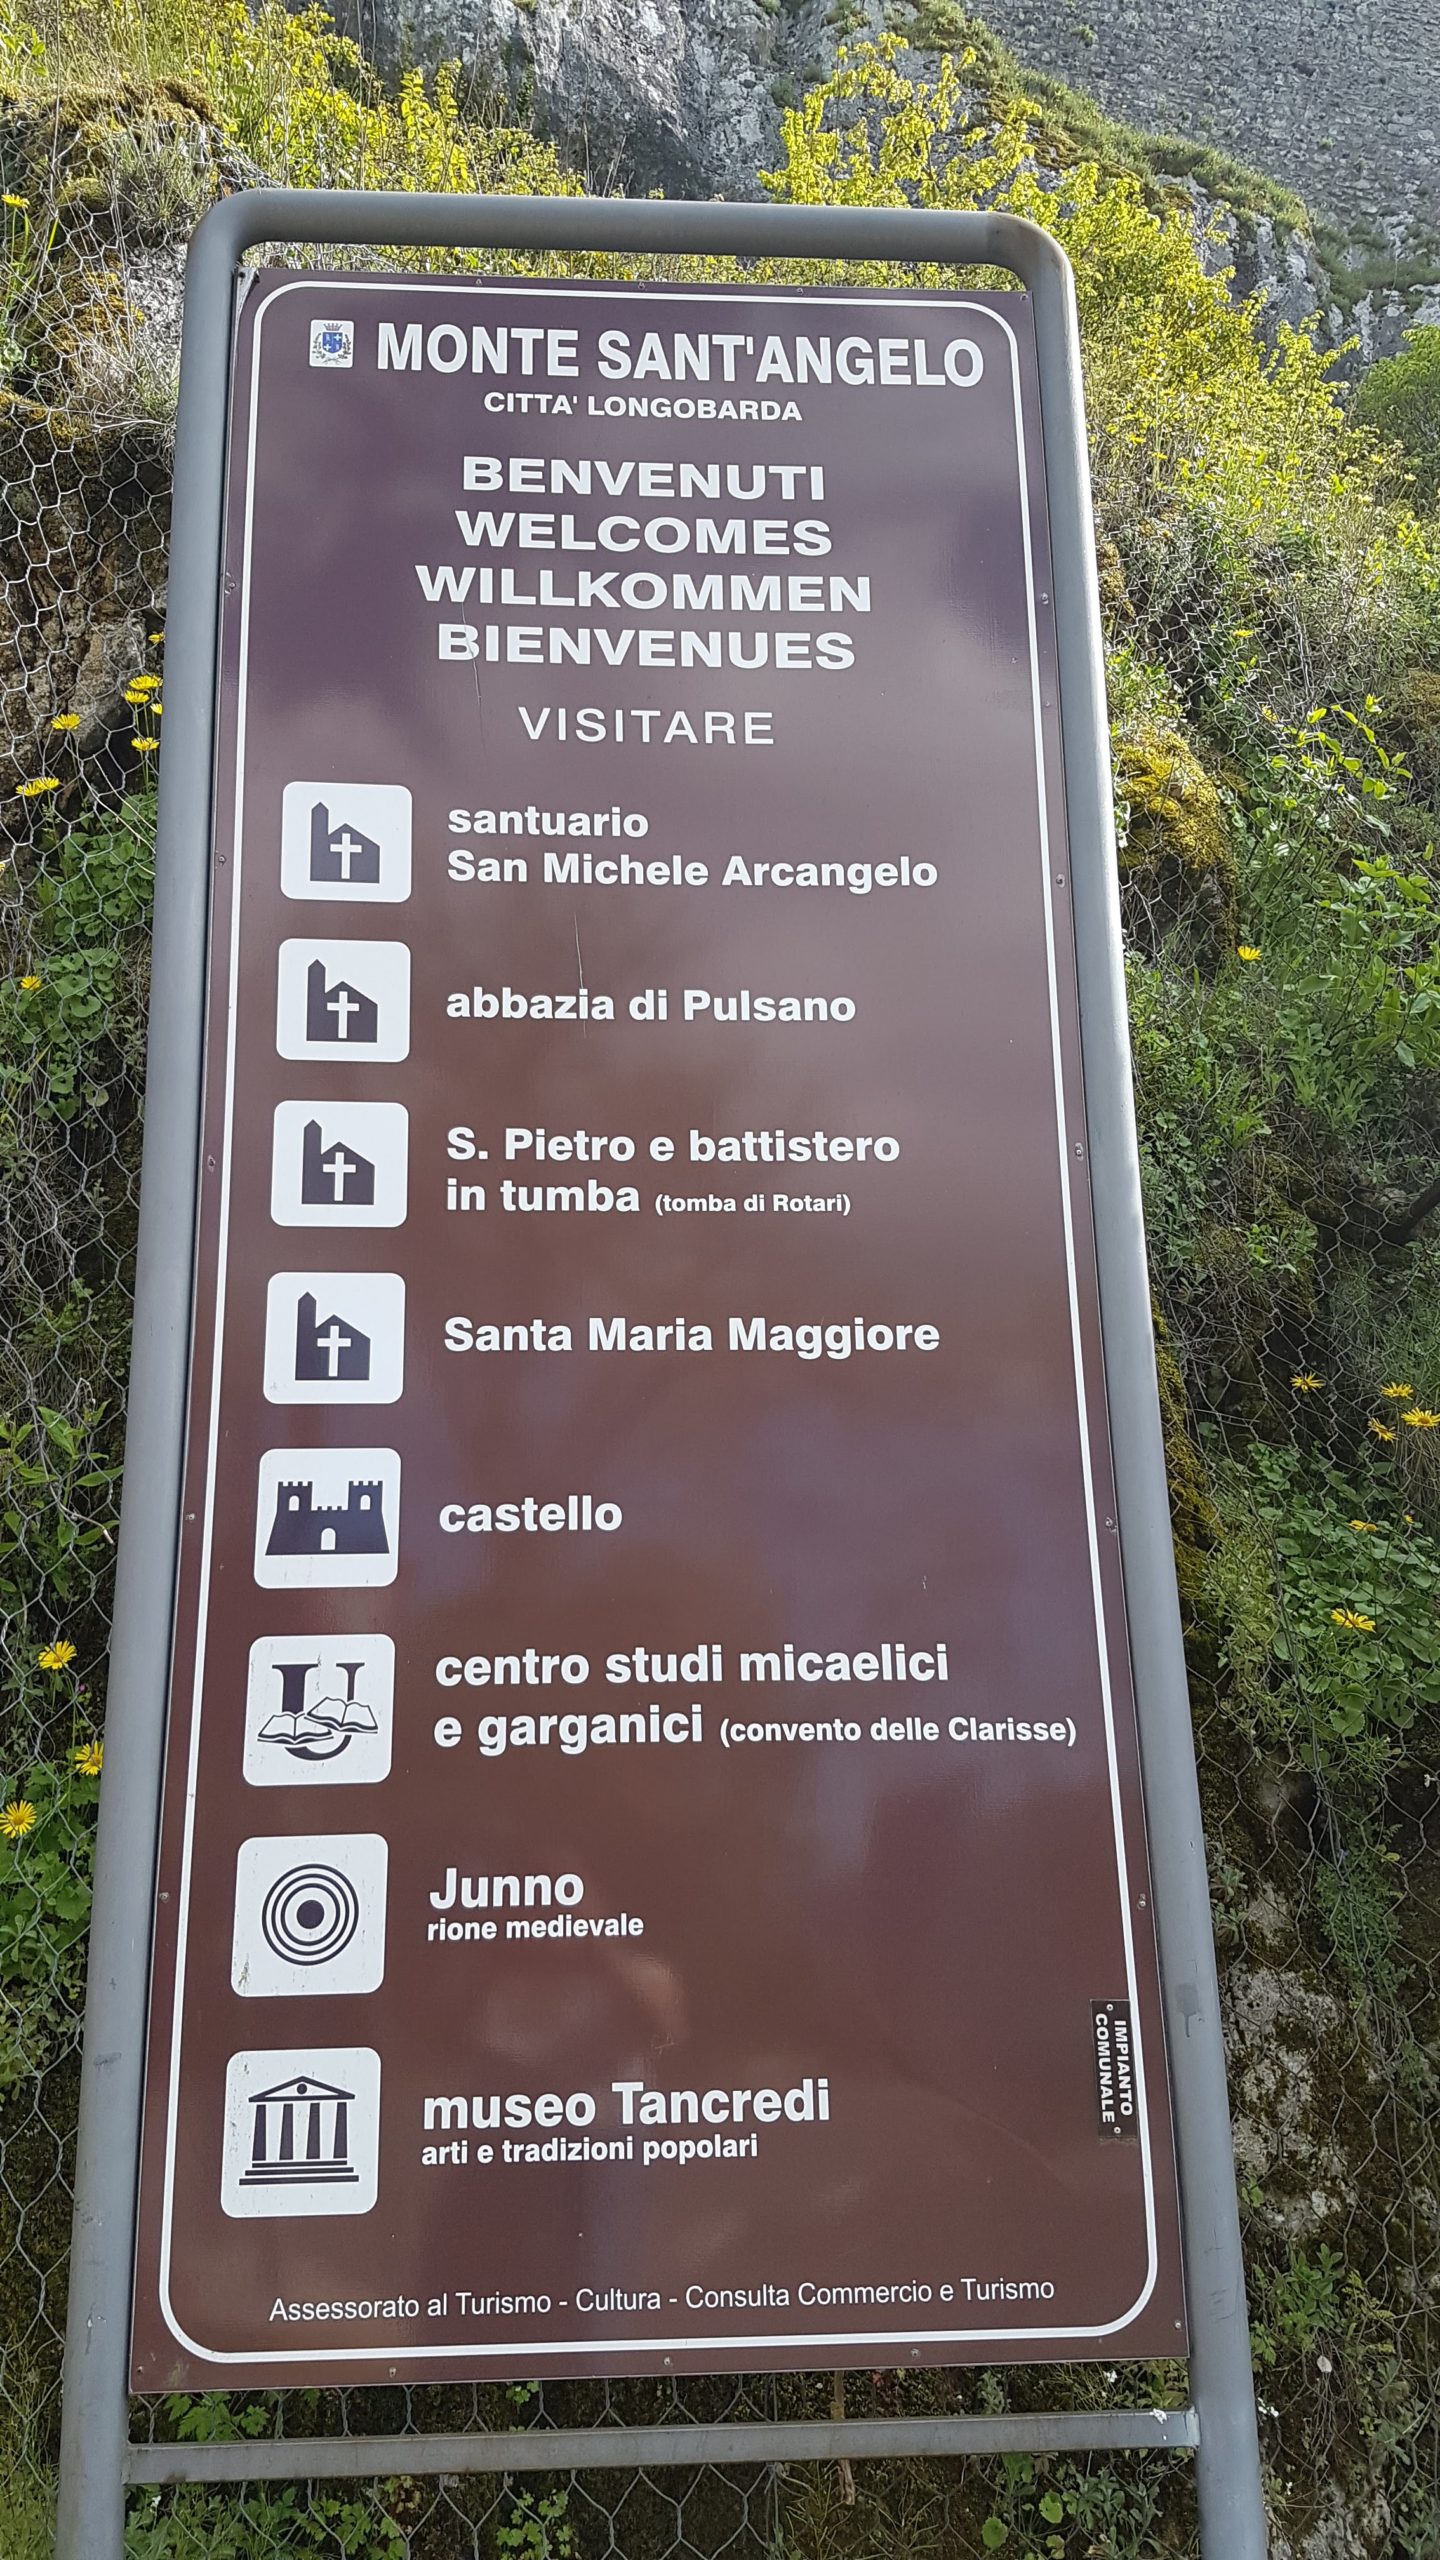 MONTE SANT'ANGELO
CITTA' LONGOBARDA
BENVENUTI
WELCOMES
WILLKOMMEN
BIENVENUES
VISITARE
santuario
San Michele Arcangelo
abbazia di Pulsano
S. Pietro e battistero
in tumba (tomba di Rotari)
Santa Maria Maggiore
castello
centro studi micaelici
e garganici (convento delle Clarisse)
Junno
rione medievale
museo Tancredi
arti e tradizioni popolari
IMPIANTO
COMUNALE
Assessorato al Turismo - Cultura - Consulta Commercio e Turismo